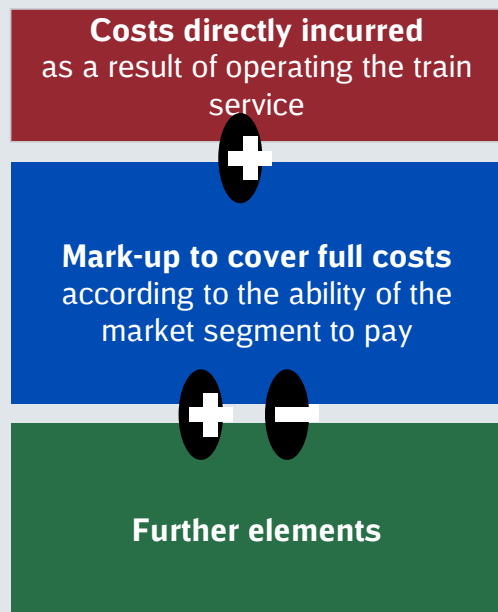 Costs directly incurred
as a result of operating the train
service
Mark-up to cover full costs
according to the ability of the
market segment to pay
Further elements